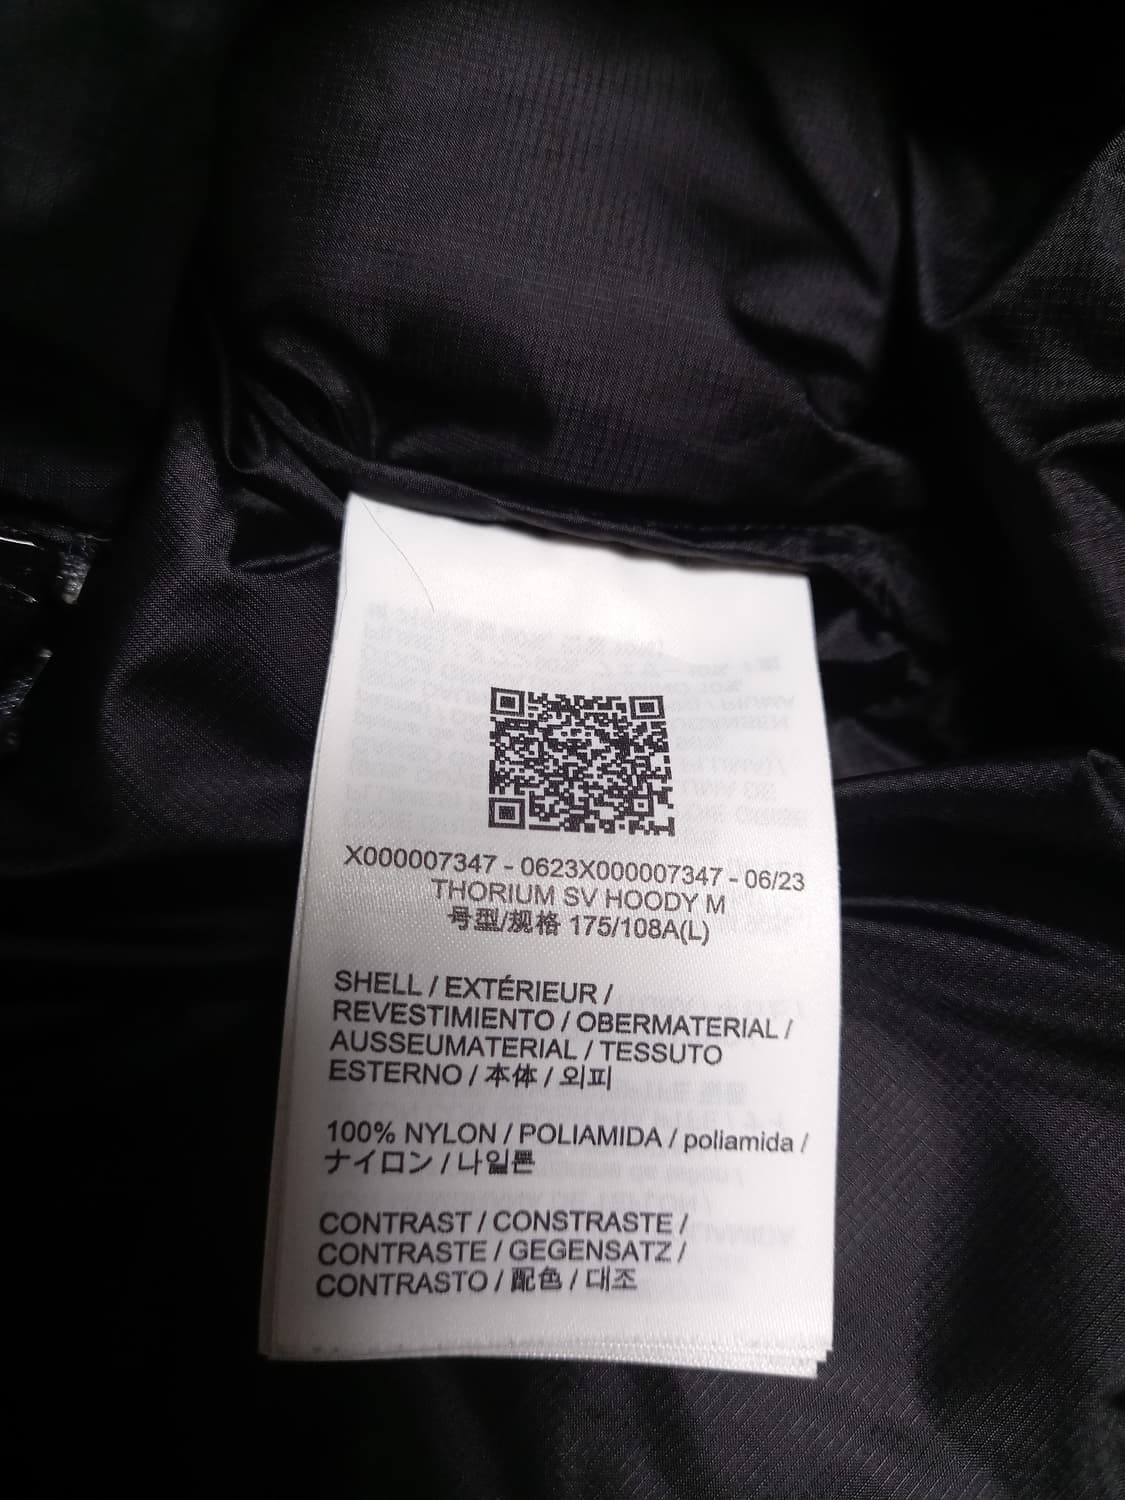 X000007347 - 0623X000007347 - 06/23
THORIUM SV HOODY M
号型/规格 175/108A(L)
SHELL / EXTÉRIEUR /
REVESTIMIENTO / OBERMATERIAL /
AUSSEUMATERIAL / TESSUTO
ESTERNO / 本体 / 외피
100% NYLON / POLIAMIDA / poliamida /
ナイロン / 나일론
CONTRAST / CONSTRASTE /
CONTRASTE / GEGENSATZ /
CONTRASTO / 配色 / 대조